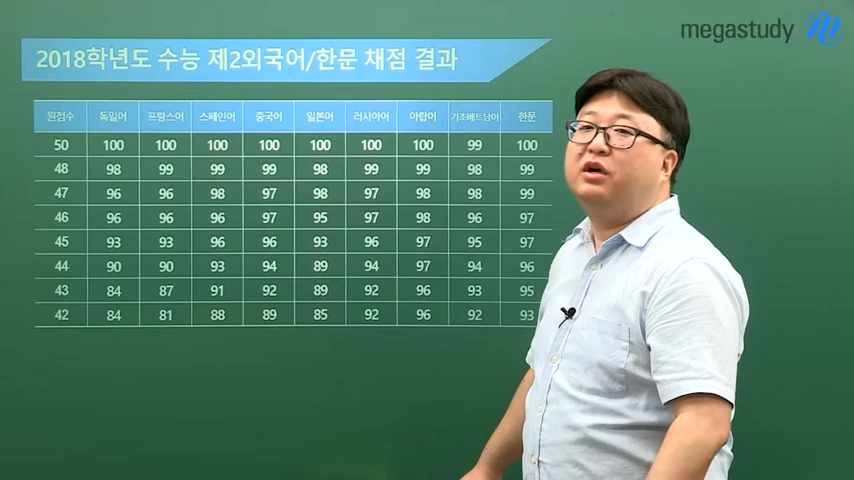 megastudy
2018학년도 수능 제2외국어/한문 채점 결과
원점수 독일어 프랑스어 스페인어 중국어 일본어 러시아어 아랍어 기초베트남어 한문
50 100 100 100 100 100 100 100 99 100
48 98 99 99 99 98 99 99 98 99
47 96 96 98 97 98 97 98 98 99
46 96 96 96 97 95 97 98 96 97
45 93 93 96 96 93 96 97 95 97
44 90 90 93 94 89 94 97 94 96
43 84 87 91 92 89 92 96 93 95
42 84 81 88 89 85 92 96 92 93